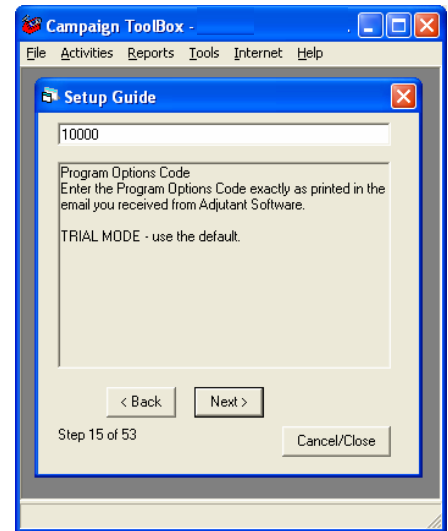 Campaign ToolBox - .
File Activities Reports Tools Internet Help
Setup Guide
10000
Program Options Code
Enter the Program Options Code exactly as printed in the
email you received from Adjutant Software.
TRIAL MODE - use the default.
< Back Next >
Step 15 of 53
Cancel/Close